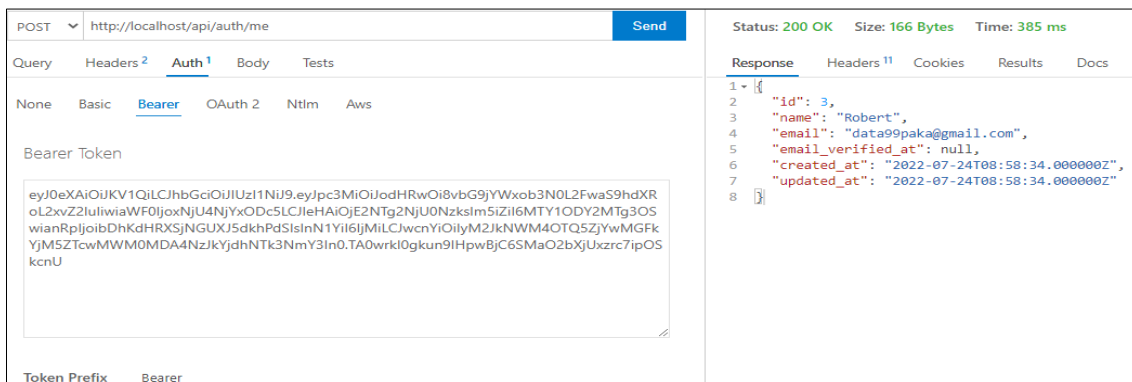 POST http://localhost/api/auth/me Send
Query Headers 2 Auth 1 Body Tests
None Basic Bearer OAuth 2 Ntlm Aws
Bearer Token
eyJ0eXAiOiJKV1QiLCJhbGciOiJIUzI1NiJ9.eyJpc3MiOiJodHRwOi8vbG9jYWxob3N0L2FwaS9hdXR
oL2xvZ2luIiwiaWF0IjoxNjU4NjYxODc5LCJleHAiOjE2NTg2NjU0NzksIm5iZiI6MTY1ODY2MTg3OS
wianRpIjoibDhKdHRXSjNGUXJ5dkhPdSIsInN1YiI6IjMiLCJwcnYiOiIyM2JkNWM4OTQ5ZjYwMGFk
YjM5ZTcwMWM0MDA4NzJkYjdhNTk3NmY3In0.TA0wrkI0gkun9IHpwBjC6SMaO2bXjUxzrc7ipOS
kcnU
Token Prefix Bearer
Status: 200 OK Size: 166 Bytes Time: 385 ms
Response Headers 11 Cookies Results Docs
1 {
2 "id": 3,
3 "name": "Robert",
4 "email": "data99paka@gmail.com",
5 "email_verified_at": null,
6 "created_at": "2022-07-24T08:58:34.000000Z",
7 "updated_at": "2022-07-24T08:58:34.000000Z"
8 }